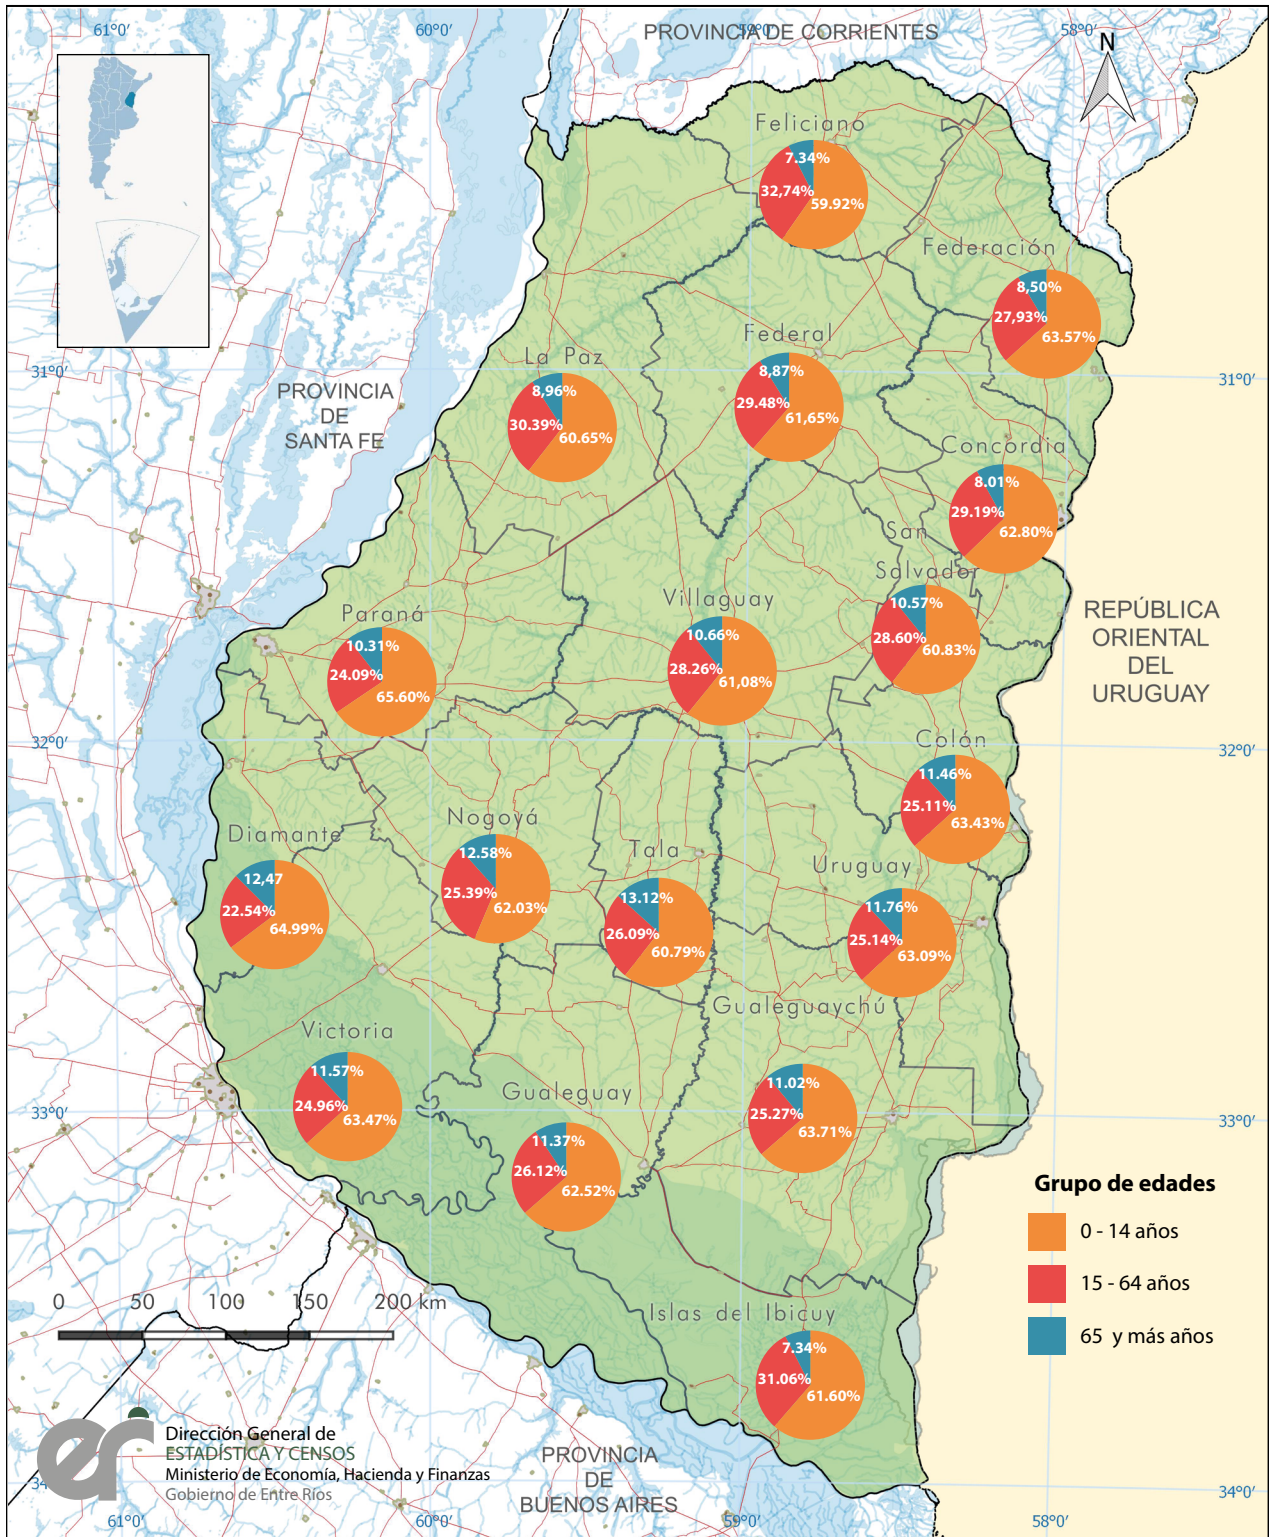 61°0′
60°0′
59°0′
58°0′
PROVINCIA DE CORRIENTES
N
Feliciano
7.34%
32,74%
59.92%
Federación
8,50%
27,93%
63.57%
Federal
8,87%
29.48%
61,65%
La Paz
8,96%
30.39%
60.65%
31°0′
31°0′
PROVINCIA
DE
SANTA FE
Concordia
8.01%
29.19%
62.80%
San
Salvador
10.57%
28.60%
60.83%
Villaguay
10.66%
28.26%
61,08%
Paraná
10.31%
24.09%
65.60%
REPÚBLICA
ORIENTAL
DEL
URUGUAY
32°0′
32°0′
Colón
11.46%
25.11%
63.43%
Nogoyá
12.58%
25.39%
62.03%
Diamante
12,47
22.54%
64.99%
Tala
13.12%
26.09%
60.79%
Uruguay
11.76%
25.14%
63.09%
Gualeguaychú
11.02%
25.27%
63.71%
Victoria
11.57%
24.96%
63.47%
Gualeguay
11.37%
26.12%
62.52%
33°0′
33°0′
Grupo de edades
0 - 14 años
15 - 64 años
65 y más años
0 50 100 150 200 km
Islas del Ibicuy
7.34%
31.06%
61.60%
er
Dirección General de
ESTADÍSTICA Y CENSOS
Ministerio de Economía, Hacienda y Finanzas
Gobierno de Entre Ríos
PROVINCIA
DE
BUENOS AIRES
34°0′
61°0′
60°0′
59°0′
58°0′